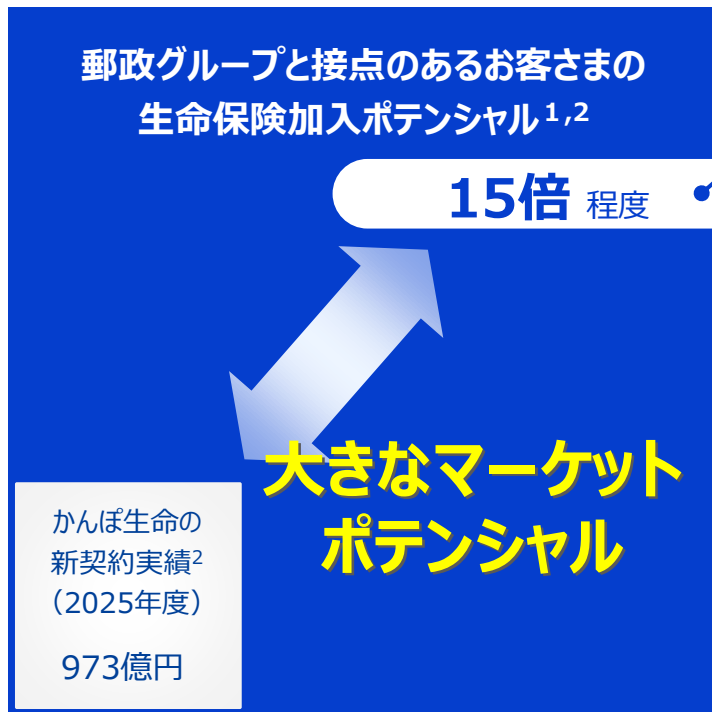 郵政グループと接点のあるお客さまの
生命保険加入ポテンシャル1,2
15倍 程度
大きなマーケット
ポテンシャル
かんぽ生命の
新契約実績2
（2025年度）
973億円